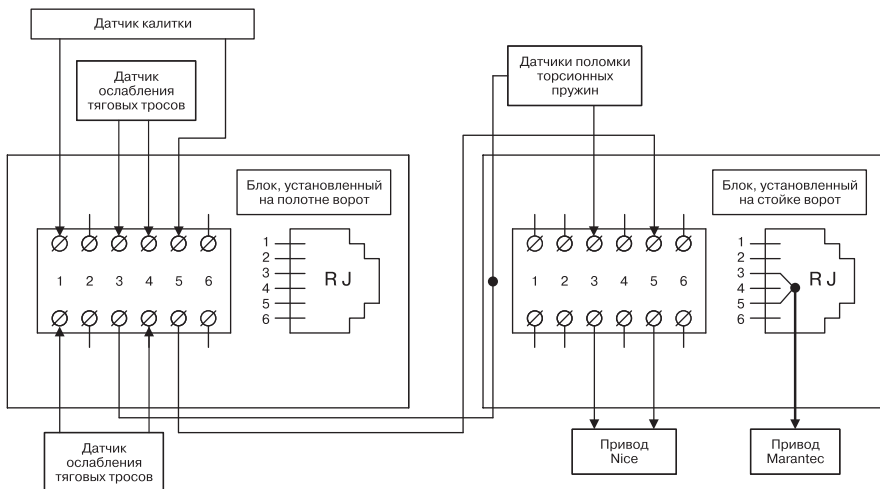 Датчик калитки
Датчик
ослабления
тяговых тросов
Датчики поломки
торсионных
пружин
Блок, установленный
на полотне ворот
1 2 3 4 5 6
1
2
3
4
5
6
R J
Блок, установленный
на стойке ворот
1 2 3 4 5 6
1
2
3
4
5
6
R J
Датчик
ослабления
тяговых тросов
Привод
Nice
Привод
Marantec